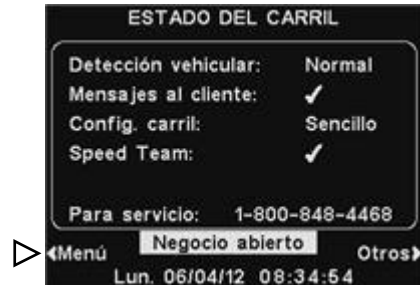 ESTADO DEL CARRIL
Detección vehicular: Normal
Mensajes al cliente: ✓
Config. carril: Sencillo
Speed Team: ✓
Para servicio: 1-800-848-4468
Negocio abierto
Menú Otros
Lun. 06/04/12 08:34:54